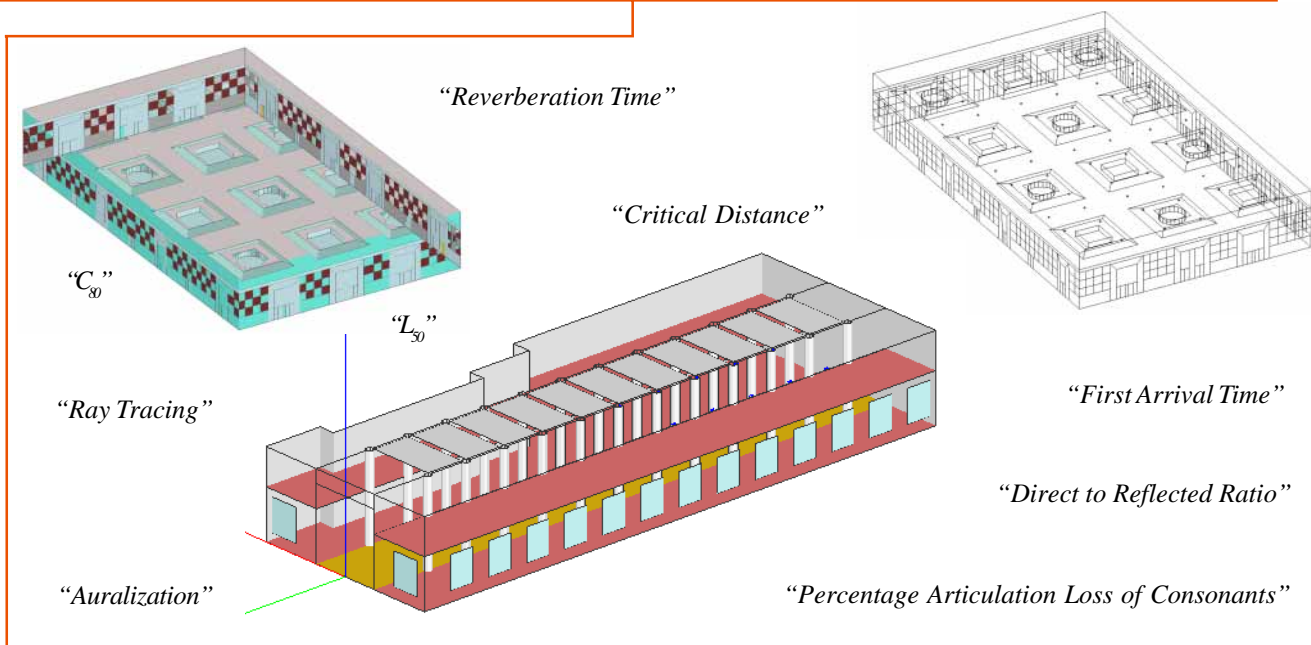 “Reverberation Time”
“Critical Distance”
“C80”
“L50”
“Ray Tracing”
“First Arrival Time”
“Direct to Reflected Ratio”
“Auralization”
“Percentage Articulation Loss of Consonants”